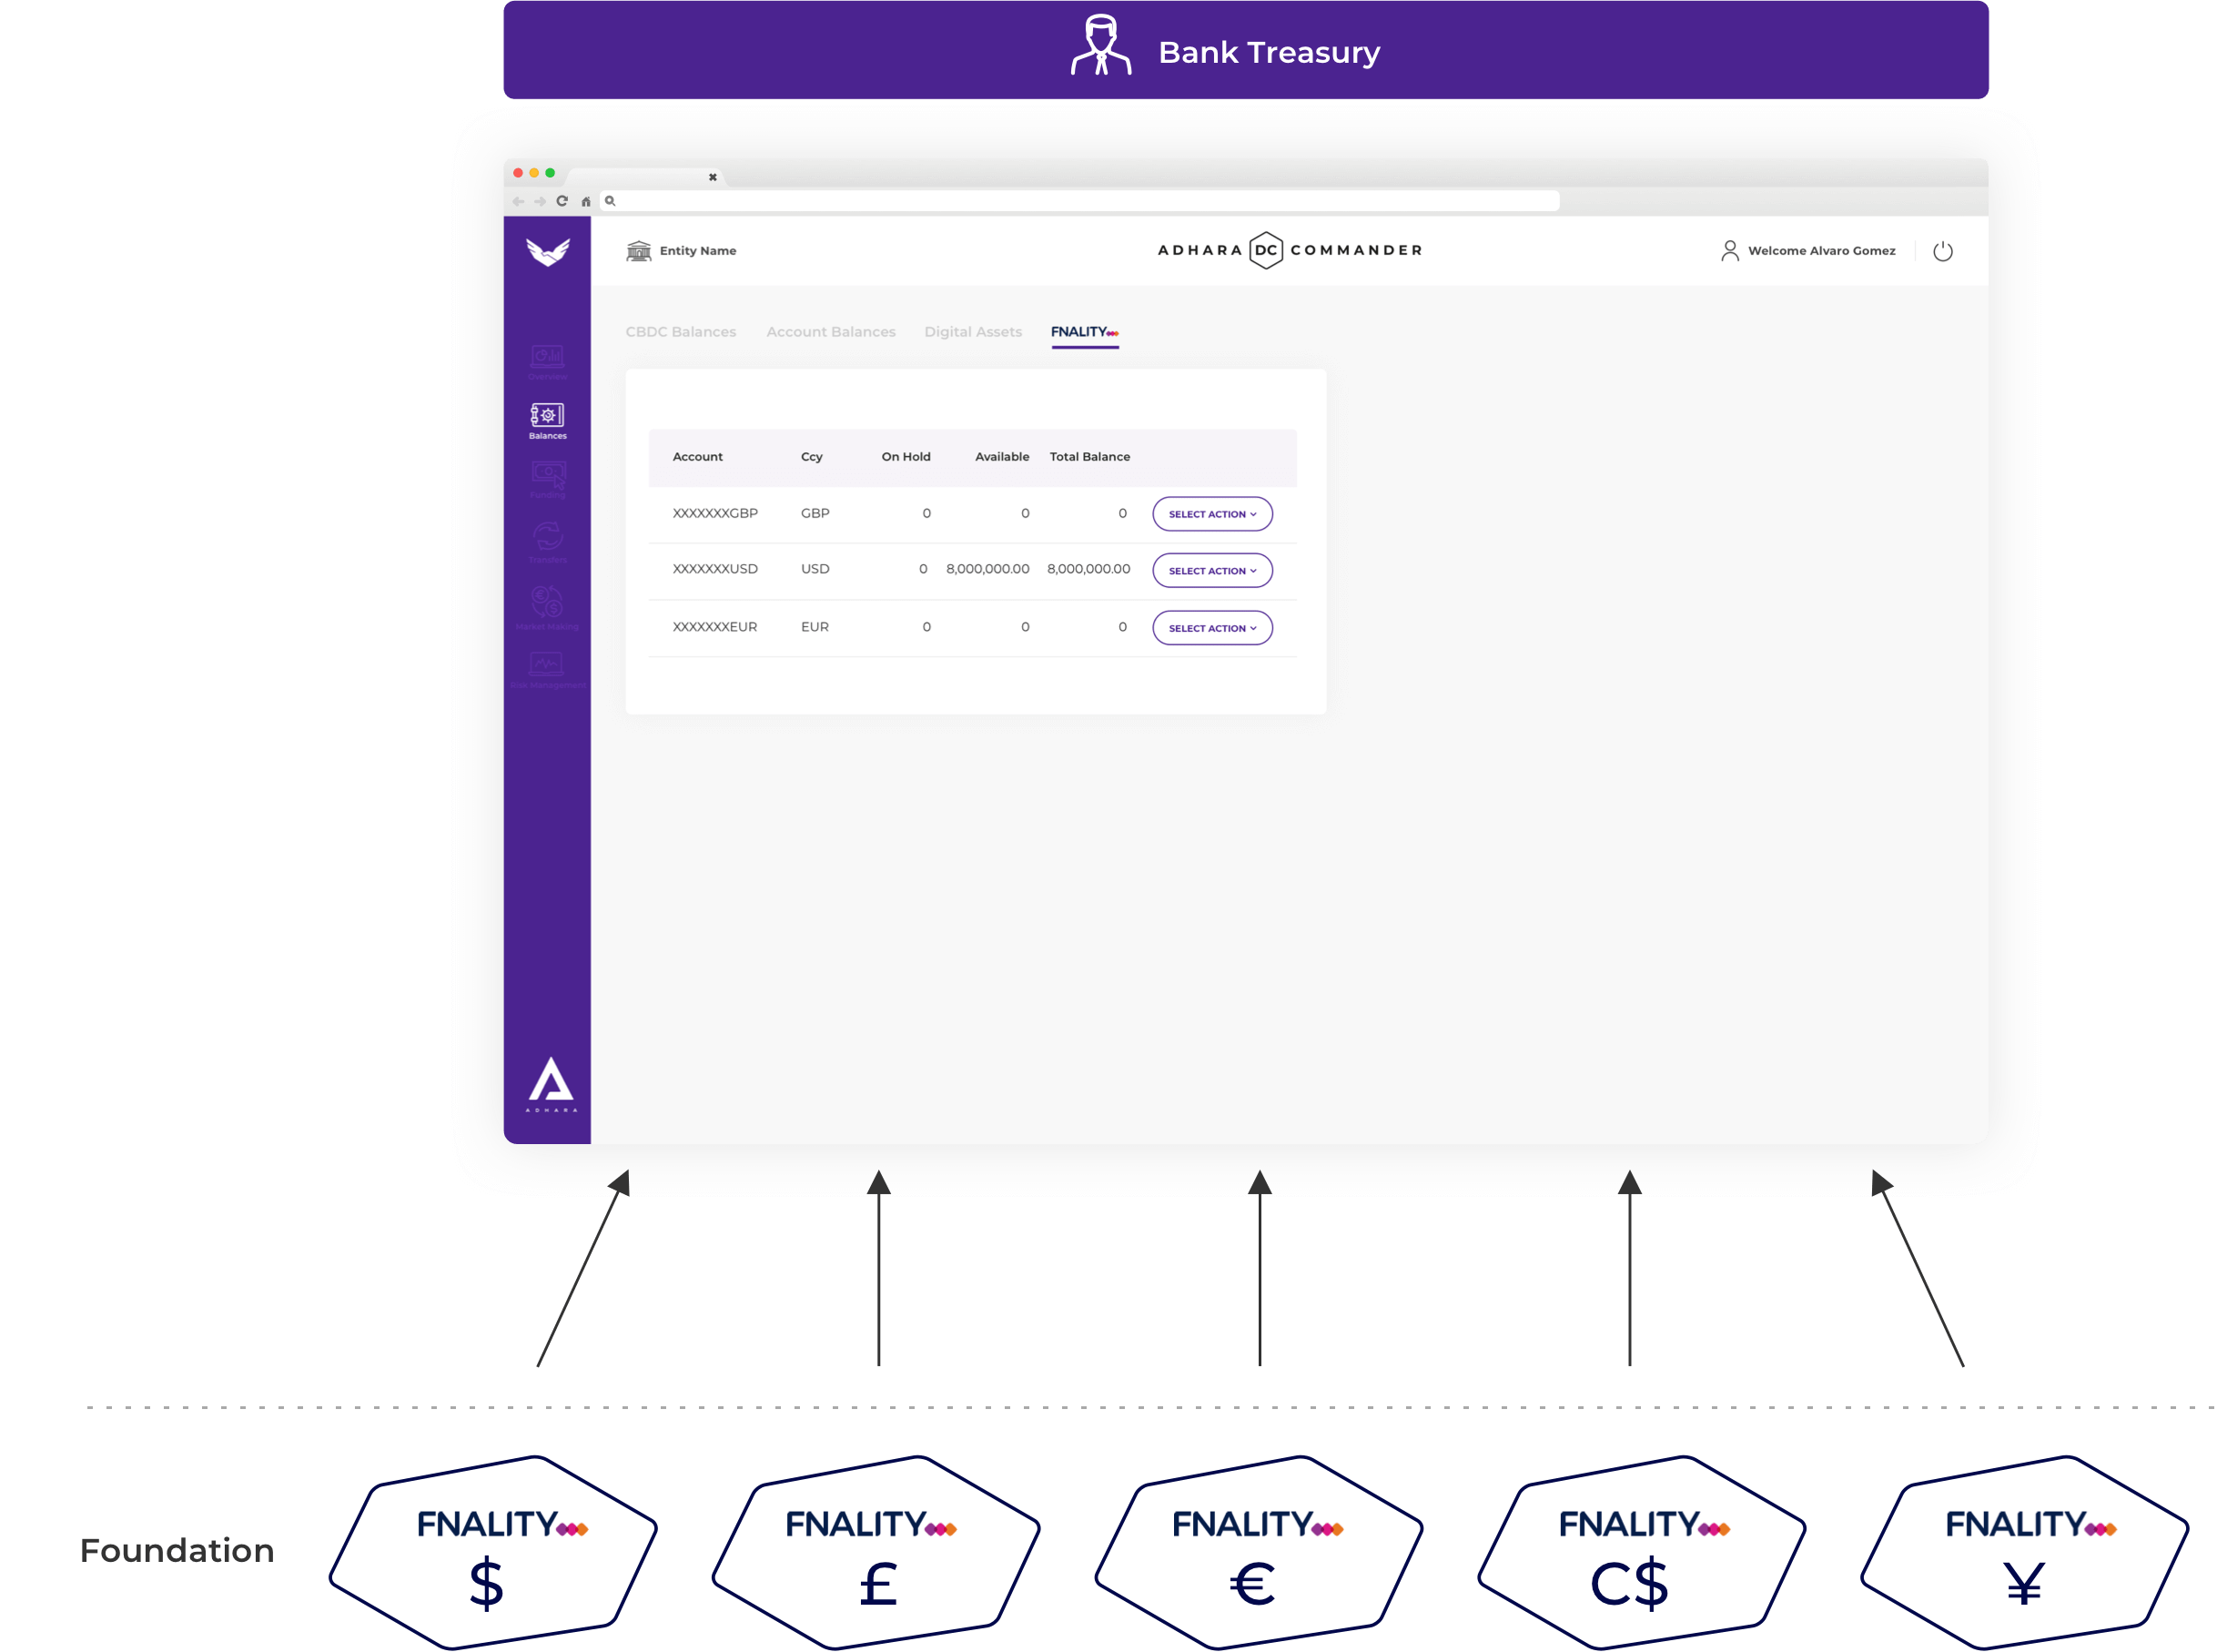 Bank Treasury
Entity Name
ADHARA DC COMMANDER
Welcome Alvaro Gomez
CBDC Balances Account Balances Digital Assets FNALITY
Overview
Balances
Funding
Transfers
Market Making
Risk Management
Account Ccy On Hold Available Total Balance
XXXXXXXGBP GBP 0 0 0 SELECT ACTION
XXXXXXXUSD USD 0 8,000,000.00 8,000,000.00 SELECT ACTION
XXXXXXXEUR EUR 0 0 0 SELECT ACTION
ADHARA
Foundation
FNALITY
$
FNALITY
£
FNALITY
€
FNALITY
C$
FNALITY
¥